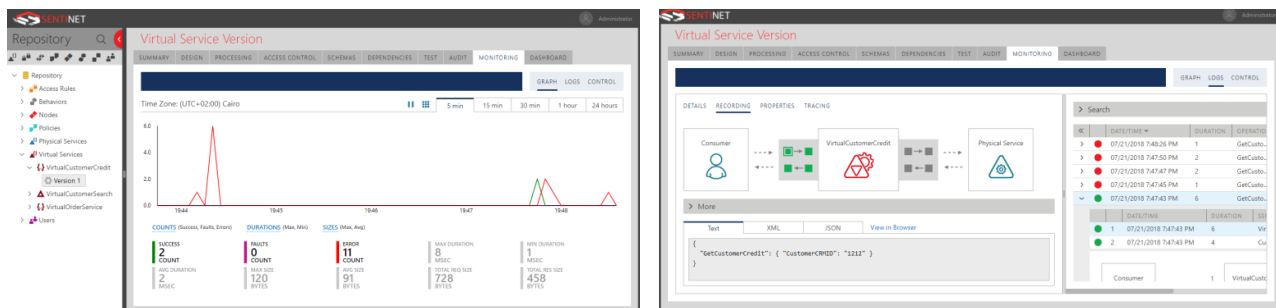 SENTINET
Administrator
Repository
Repository
Access Rules
Behaviors
Nodes
Policies
Physical Services
Virtual Services
VirtualCustomerCredit
Version 1
VirtualCustomerSearch
VirtualOrderService
Users
Virtual Service Version
SUMMARY DESIGN PROCESSING ACCESS CONTROL SCHEMAS DEPENDENCIES TEST AUDIT MONITORING DASHBOARD
GRAPH LOGS CONTROL
Time Zone: (UTC+02:00) Cairo
5 min 15 min 30 min 1 hour 24 hours
6.0
4.0
2.0
0.0
19:44 19:45 19:46 19:47 19:48
COUNTS (Success, Faults, Errors) DURATIONS (Max, Min) SIZES (Max, Avg)
SUCCESS FAULTS ERROR MAX DURATION MIN DURATION
2 0 11 8 1
COUNT COUNT COUNT MSEC MSEC
AVG DURATION MAX SIZE AVG SIZE TOTAL REQ SIZE TOTAL RES SIZE
2 120 91 728 458
MSEC BYTES BYTES BYTES BYTES
SENTINET
Administrator
Virtual Service Version
SUMMARY DESIGN PROCESSING ACCESS CONTROL SCHEMAS DEPENDENCIES TEST AUDIT MONITORING DASHBOARD
GRAPH LOGS CONTROL
DETAILS RECORDING PROPERTIES TRACING
Consumer VirtualCustomerCredit Physical Service
More
Text XML JSON View in Browser
{
"GetCustomerCredit": { "CustomerCRMID": "1212" }
}
Search
DATE/TIME DURATION OPERATIO
07/21/2018 7:48:26 PM 1 GetCusto...
07/21/2018 7:47:50 PM 2 GetCusto...
07/21/2018 7:47:47 PM 2 GetCusto...
07/21/2018 7:47:45 PM 1 GetCusto...
07/21/2018 7:47:43 PM 6 GetCusto...
DATE/TIME DURATION
1 07/21/2018 7:47:43 PM 6 Vir
2 07/21/2018 7:47:43 PM 4 Cu
Consumer 1 VirtualCustc